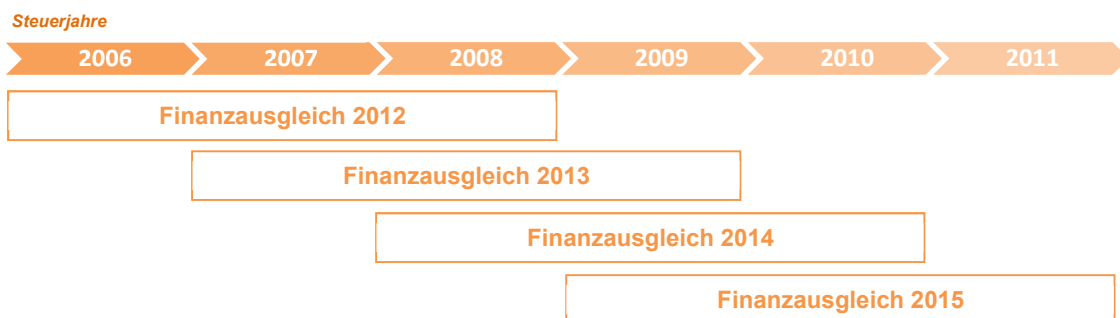 Steuerjahre
2006 2007 2008 2009 2010 2011
Finanzausgleich 2012
Finanzausgleich 2013
Finanzausgleich 2014
Finanzausgleich 2015